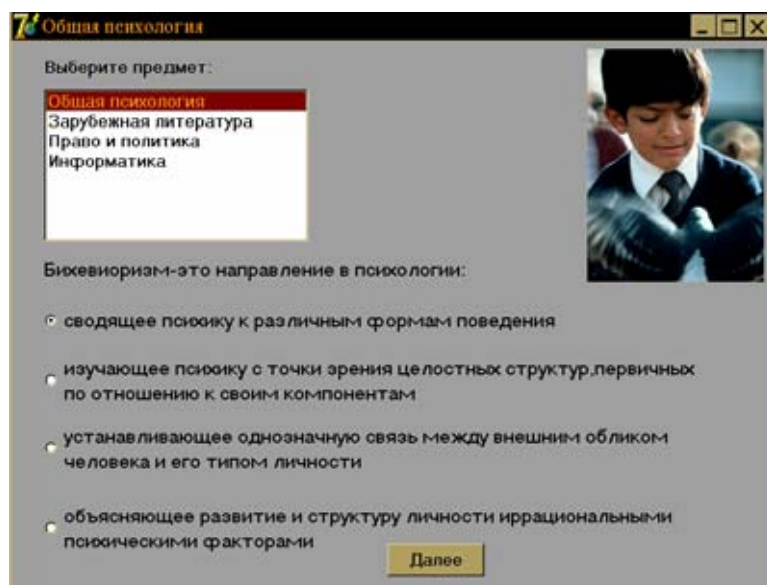 Общая психология
Выберите предмет:
Общая психология
Зарубежная литература
Право и политика
Информатика
Бихевиоризм-это направление в психологии:
сводящее психику к различным формам поведения
изучающее психику с точки зрения целостных структур,первичных
по отношению к своим компонентам
устанавливающее однозначную связь между внешним обликом
человека и его типом личности
объясняющее развитие и структуру личности иррациональными
психическими факторами
Далее